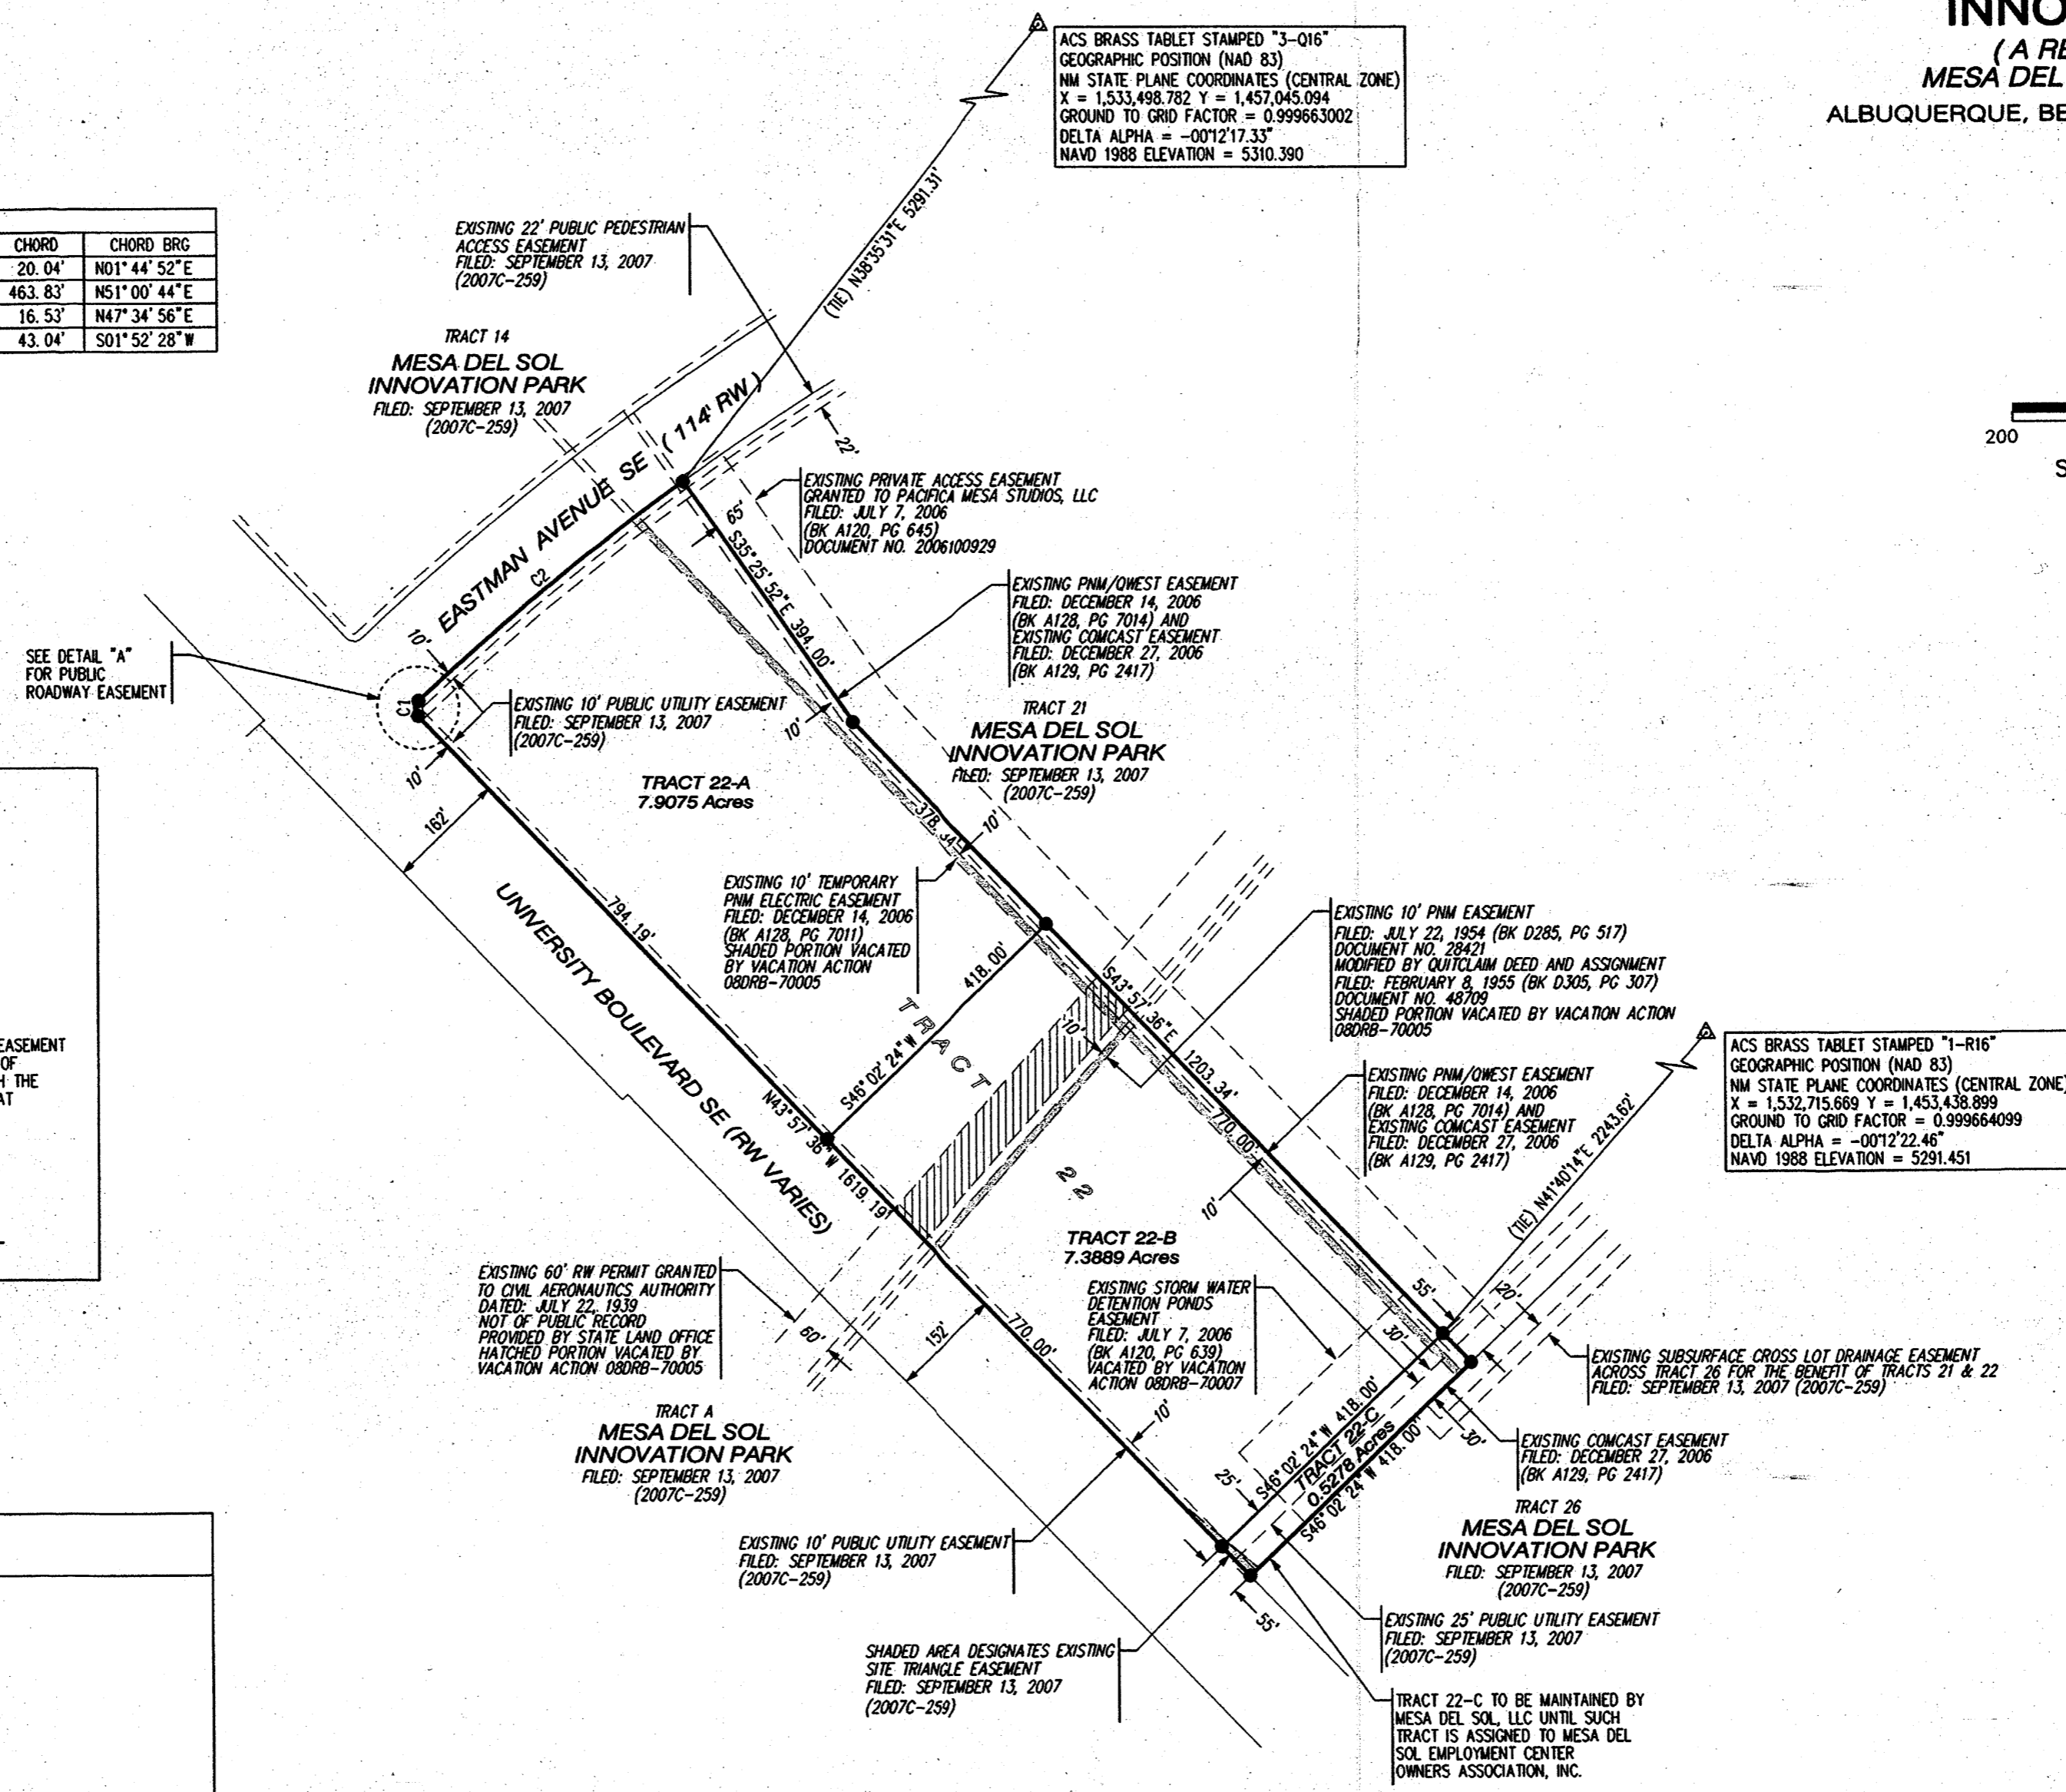 INNO
( A RE
MESA DEL
ALBUQUERQUE, BE
ACS BRASS TABLET STAMPED "3-Q16"
GEOGRAPHIC POSITION (NAD 83)
NM STATE PLANE COORDINATES (CENTRAL ZONE)
X = 1,533,498.782 Y = 1,457,045.094
GROUND TO GRID FACTOR = 0.999663002
DELTA ALPHA = -00°12'17.33"
NAVD 1988 ELEVATION = 5310.390
(TIE) N38°35'31"E 5291.31'
CHORD CHORD BRG
20.04' N01°44'52"E
463.83' N51°00'44"E
16.53' N47°34'56"E
43.04' S01°52'28"W
EXISTING 22' PUBLIC PEDESTRIAN
ACCESS EASEMENT
FILED: SEPTEMBER 13, 2007
(2007C-259)
TRACT 14
MESA DEL SOL
INNOVATION PARK
FILED: SEPTEMBER 13, 2007
(2007C-259)
200
S
EASTMAN AVENUE SE (114' RW)
22'
C2
65'
S35°25'52"E 394.00'
EXISTING PRIVATE ACCESS EASEMENT
GRANTED TO PACIFICA MESA STUDIOS, LLC
FILED: JULY 7, 2006
(BK A120, PG 645)
DOCUMENT NO. 2006100929
EXISTING PNM/QWEST EASEMENT
FILED: DECEMBER 14, 2006
(BK A128, PG 7014) AND
EXISTING COMCAST EASEMENT
FILED: DECEMBER 27, 2006
(BK A129, PG 2417)
SEE DETAIL "A"
FOR PUBLIC
ROADWAY EASEMENT
10'
C1
10'
EXISTING 10' PUBLIC UTILITY EASEMENT
FILED: SEPTEMBER 13, 2007
(2007C-259)
10'
TRACT 21
MESA DEL SOL
INNOVATION PARK
FILED: SEPTEMBER 13, 2007
(2007C-259)
TRACT 22-A
7.9075 Acres
162'
378.34'
10'
794.19'
UNIVERSITY BOULEVARD SE (RW VARIES)
EXISTING 10' TEMPORARY
PNM ELECTRIC EASEMENT
FILED: DECEMBER 14, 2006
(BK A128, PG 7011)
SHADED PORTION VACATED
BY VACATION ACTION
08DRB-70005
S46°02'24"W 418.00'
TRACT
22
EXISTING 10' PNM EASEMENT
FILED: JULY 22, 1954 (BK D285, PG 517)
DOCUMENT NO. 28421
MODIFIED BY QUITCLAIM DEED AND ASSIGNMENT
FILED: FEBRUARY 8, 1955 (BK D305, PG 307)
DOCUMENT NO. 48709
SHADED PORTION VACATED BY VACATION ACTION
08DRB-70005
S43°57'36"E 1203.34'
10'
770.00'
EASEMENT
OF
H THE
AT
N43°57'36"W 1619.19'
EXISTING PNM/QWEST EASEMENT
FILED: DECEMBER 14, 2006
(BK A128, PG 7014) AND
EXISTING COMCAST EASEMENT
FILED: DECEMBER 27, 2006
(BK A129, PG 2417)
ACS BRASS TABLET STAMPED "1-R16"
GEOGRAPHIC POSITION (NAD 83)
NM STATE PLANE COORDINATES (CENTRAL ZONE)
X = 1,532,715.669 Y = 1,453,438.899
GROUND TO GRID FACTOR = 0.999664099
DELTA ALPHA = -00°12'22.46"
NAVD 1988 ELEVATION = 5291.451
(TIE) N41°40'14"E 2243.62'
10'
TRACT 22-B
7.3889 Acres
EXISTING 60' RW PERMIT GRANTED
TO CIVIL AERONAUTICS AUTHORITY
DATED: JULY 22, 1939
NOT OF PUBLIC RECORD
PROVIDED BY STATE LAND OFFICE
HATCHED PORTION VACATED BY
VACATION ACTION 08DRB-70005
60'
152'
770.00'
EXISTING STORM WATER
DETENTION PONDS
EASEMENT
FILED: JULY 7, 2006
(BK A120, PG 639)
VACATED BY VACATION
ACTION 08DRB-70007
55'
20'
30'
EXISTING SUBSURFACE CROSS LOT DRAINAGE EASEMENT
ACROSS TRACT 26 FOR THE BENEFIT OF TRACTS 21 & 22
FILED: SEPTEMBER 13, 2007 (2007C-259)
TRACT A
MESA DEL SOL
INNOVATION PARK
FILED: SEPTEMBER 13, 2007
(2007C-259)
10'
25'
S46°02'24"W 418.00'
TRACT 22-C
0.5278 Acres
S46°02'24"W 418.00'
30'
EXISTING COMCAST EASEMENT
FILED: DECEMBER 27, 2006
(BK A129, PG 2417)
TRACT 26
MESA DEL SOL
INNOVATION PARK
FILED: SEPTEMBER 13, 2007
(2007C-259)
EXISTING 10' PUBLIC UTILITY EASEMENT
FILED: SEPTEMBER 13, 2007
(2007C-259)
55'
EXISTING 25' PUBLIC UTILITY EASEMENT
FILED: SEPTEMBER 13, 2007
(2007C-259)
SHADED AREA DESIGNATES EXISTING
SITE TRIANGLE EASEMENT
FILED: SEPTEMBER 13, 2007
(2007C-259)
TRACT 22-C TO BE MAINTAINED BY
MESA DEL SOL, LLC UNTIL SUCH
TRACT IS ASSIGNED TO MESA DEL
SOL EMPLOYMENT CENTER
OWNERS ASSOCIATION, INC.